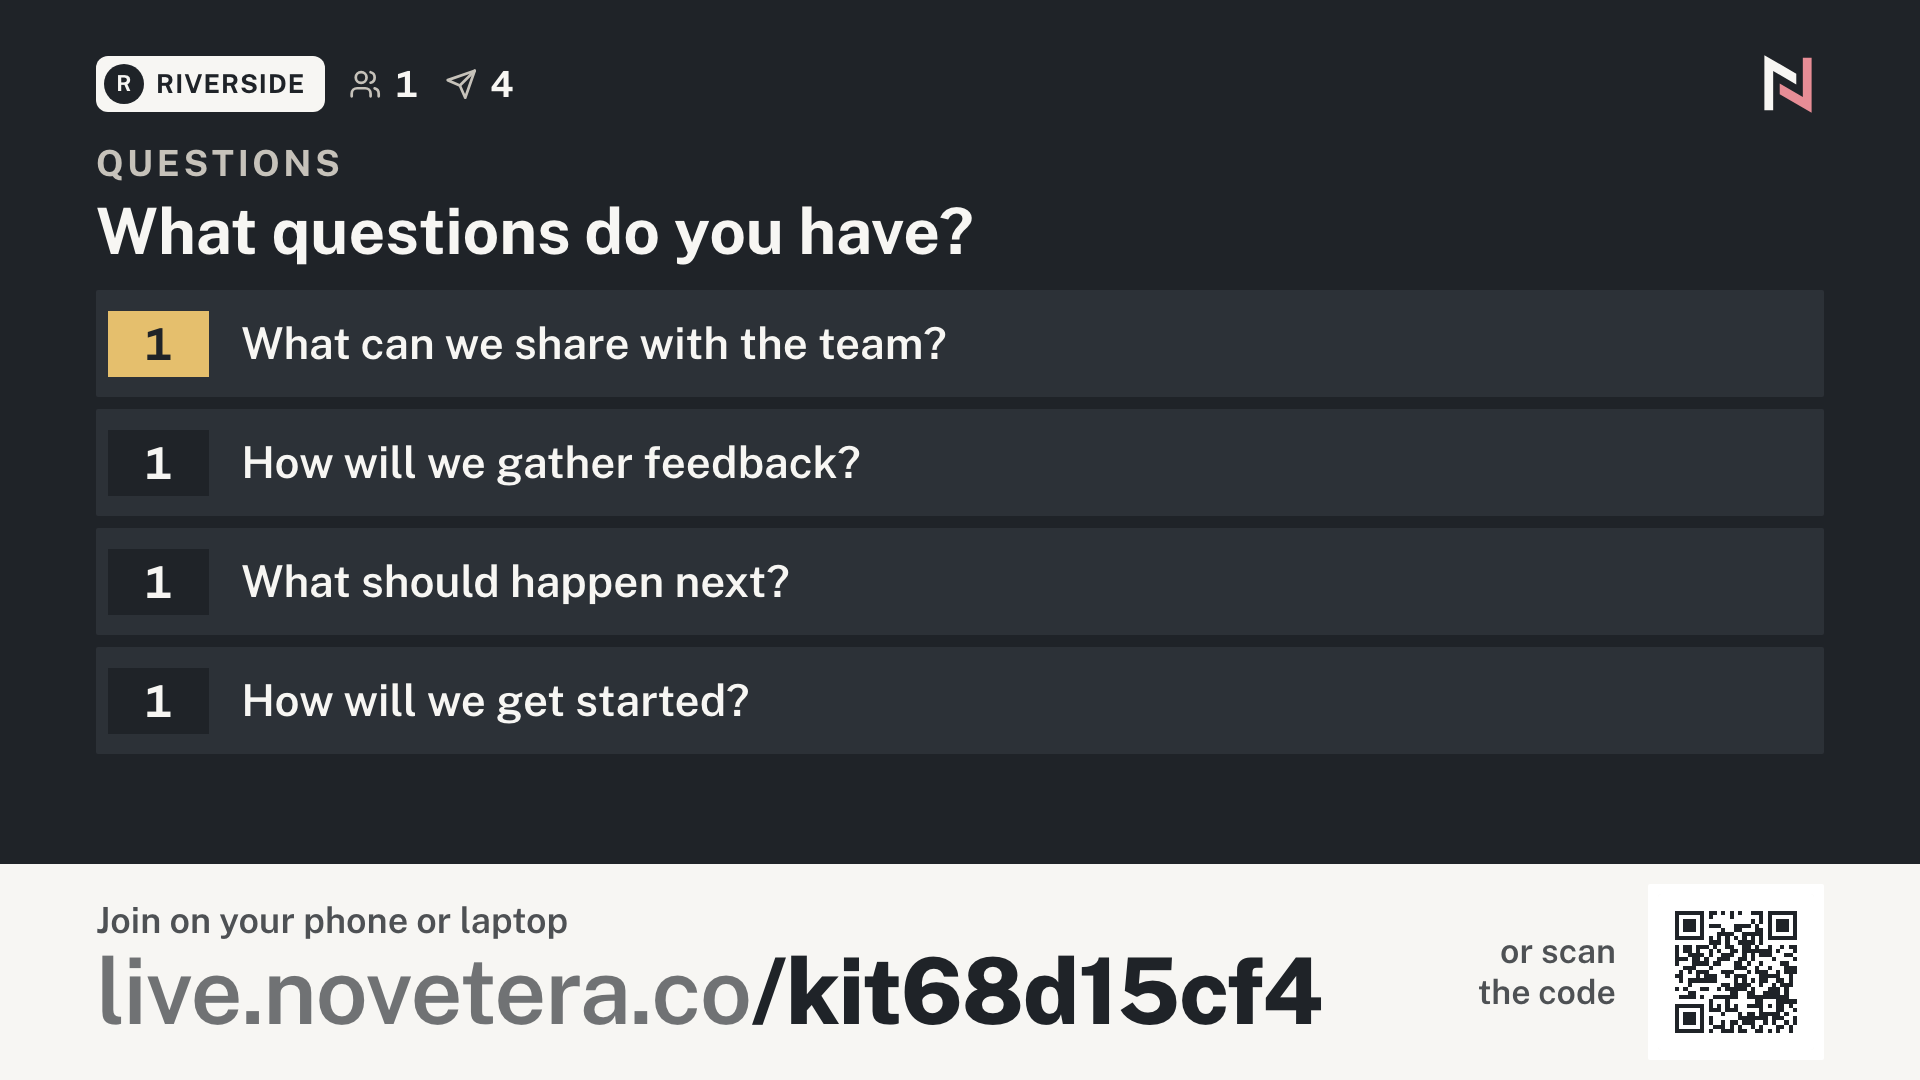 R RIVERSIDE 1 4
QUESTIONS
What questions do you have?
1 What can we share with the team?
1 How will we gather feedback?
1 What should happen next?
1 How will we get started?
Join on your phone or laptop
live.novetera.co/kit68d15cf4
or scan
the code